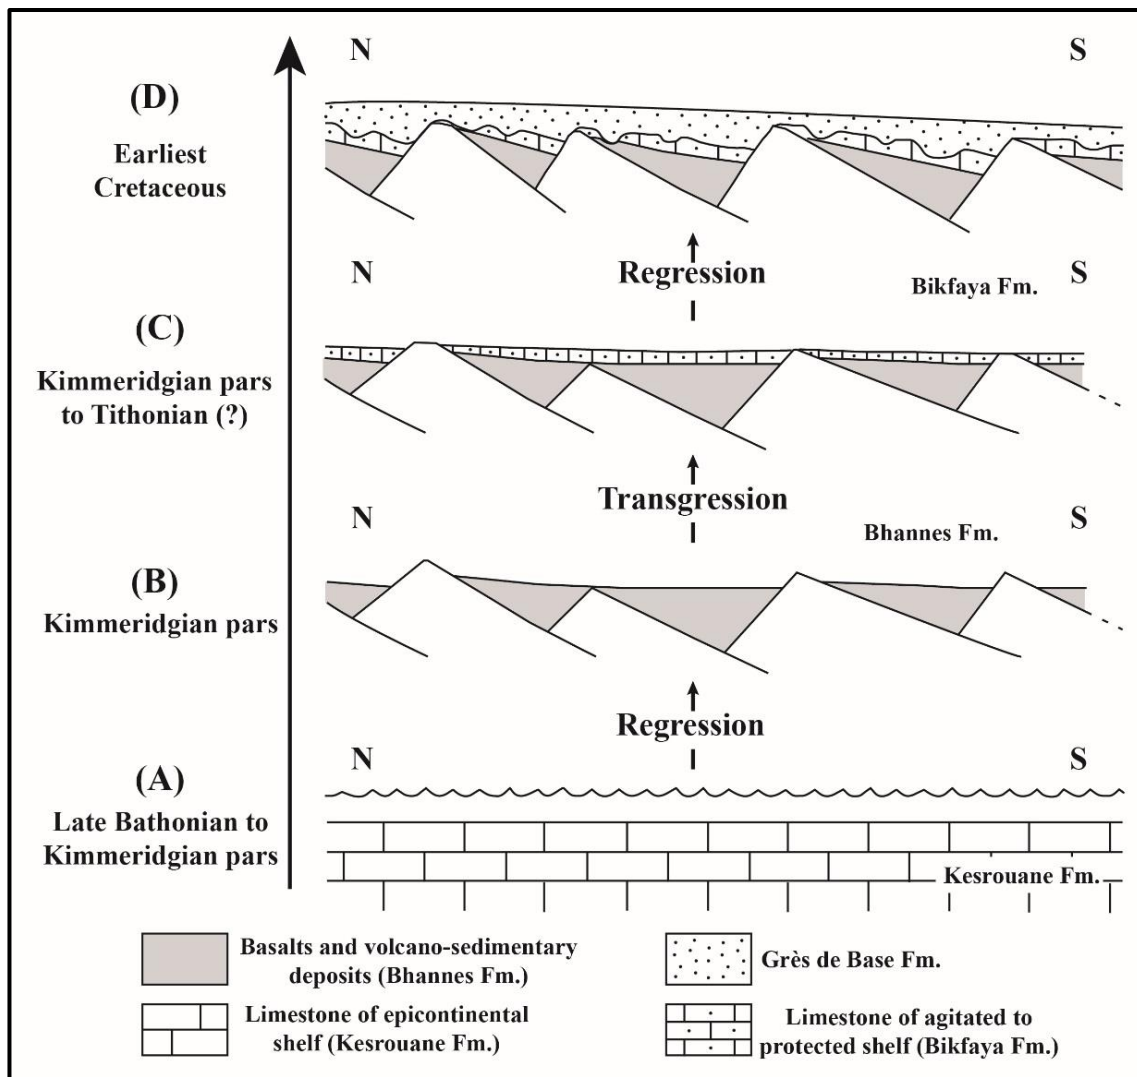 N
S
(D)
Earliest
Cretaceous
Regression
N
S
Bikfaya Fm.
(C)
Kimmeridgian pars
to Tithonian (?)
Transgression
N
S
Bhannes Fm.
(B)
Kimmeridgian pars
Regression
N
S
(A)
Late Bathonian to
Kimmeridgian pars
Kesrouane Fm.
Basalts and volcano-sedimentary
deposits (Bhannes Fm.)
Grès de Base Fm.
Limestone of epicontinental
shelf (Kesrouane Fm.)
Limestone of agitated to
protected shelf (Bikfaya Fm.)